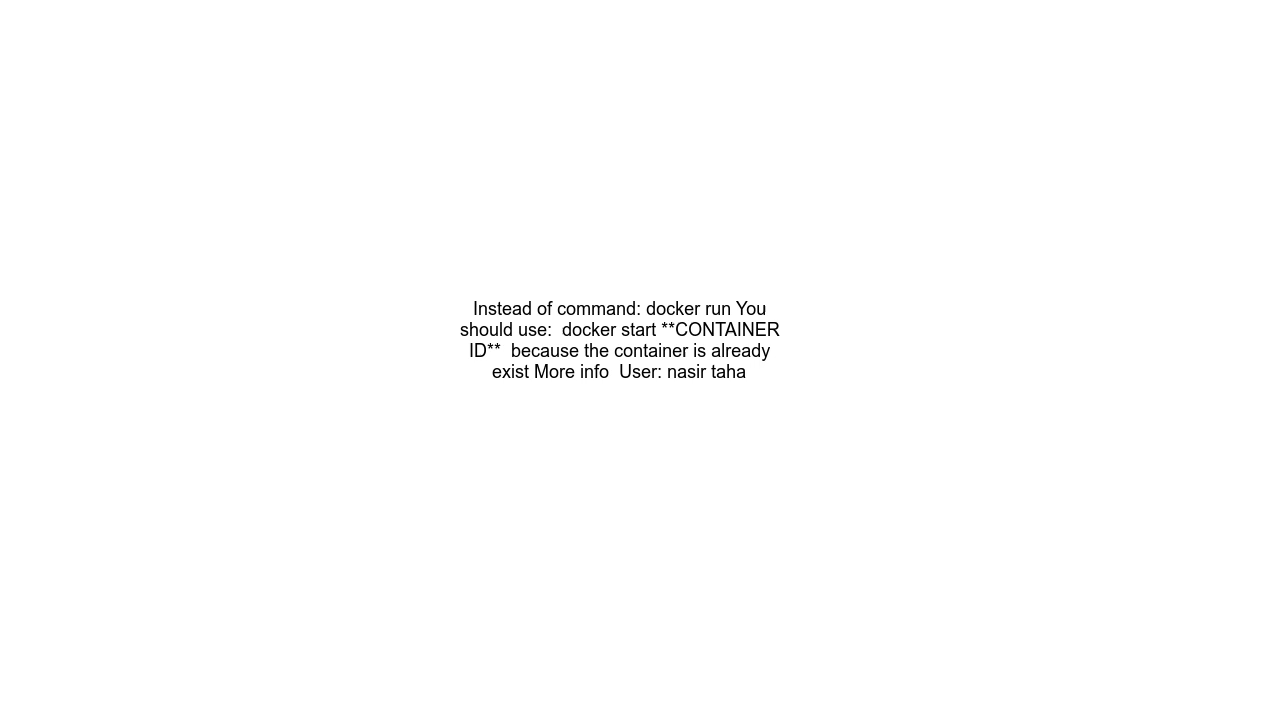 Instead of command: docker run You
should use:  docker start **CONTAINER
ID**  because the container is already
exist More info  User: nasir taha